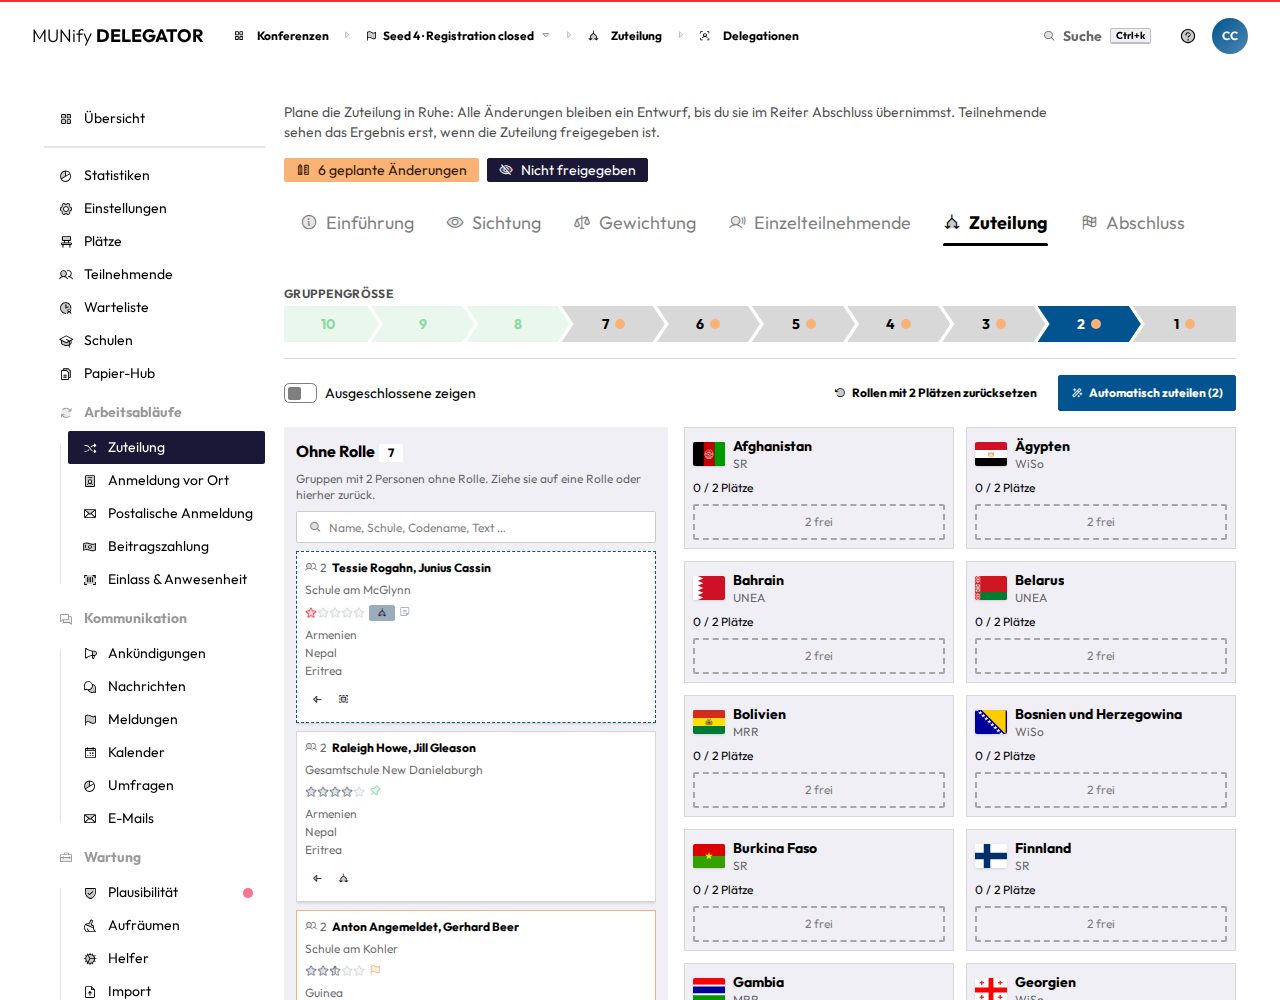 MUNify DELEGATOR
Konferenzen
Seed 4 · Registration closed
Zuteilung
Delegationen
Suche
Ctrl+k
CC
Übersicht
Statistiken
Einstellungen
Plätze
Teilnehmende
Warteliste
Schulen
Papier-Hub
Arbeitsabläufe
Zuteilung
Anmeldung vor Ort
Postalische Anmeldung
Beitragszahlung
Einlass & Anwesenheit
Kommunikation
Ankündigungen
Nachrichten
Meldungen
Kalender
Umfragen
E-Mails
Wartung
Plausibilität
Aufräumen
Helfer
Import
Plane die Zuteilung in Ruhe: Alle Änderungen bleiben ein Entwurf, bis du sie im Reiter Abschluss übernimmst. Teilnehmende
sehen das Ergebnis erst, wenn die Zuteilung freigegeben ist.
6 geplante Änderungen
Nicht freigegeben
Einführung
Sichtung
Gewichtung
Einzelteilnehmende
Zuteilung
Abschluss
GRUPPENGRÖSSE
10
9
8
7
6
5
4
3
2
1
Ausgeschlossene zeigen
Rollen mit 2 Plätzen zurücksetzen
Automatisch zuteilen (2)
Ohne Rolle 7
Gruppen mit 2 Personen ohne Rolle. Ziehe sie auf eine Rolle oder
hierher zurück.
Name, Schule, Codename, Text ...
2 Tessie Rogahn, Junius Cassin
Schule am McGlynn
Armenien
Nepal
Eritrea
2 Raleigh Howe, Jill Gleason
Gesamtschule New Danielaburgh
Armenien
Nepal
Eritrea
2 Anton Angemeldet, Gerhard Beer
Schule am Kohler
Guinea
Afghanistan
SR
0 / 2 Plätze
2 frei
Ägypten
WiSo
0 / 2 Plätze
2 frei
Bahrain
UNEA
0 / 2 Plätze
2 frei
Belarus
UNEA
0 / 2 Plätze
2 frei
Bolivien
MRR
0 / 2 Plätze
2 frei
Bosnien und Herzegowina
WiSo
0 / 2 Plätze
2 frei
Burkina Faso
SR
0 / 2 Plätze
2 frei
Finnland
SR
0 / 2 Plätze
2 frei
Gambia
MRR
Georgien
WiSo